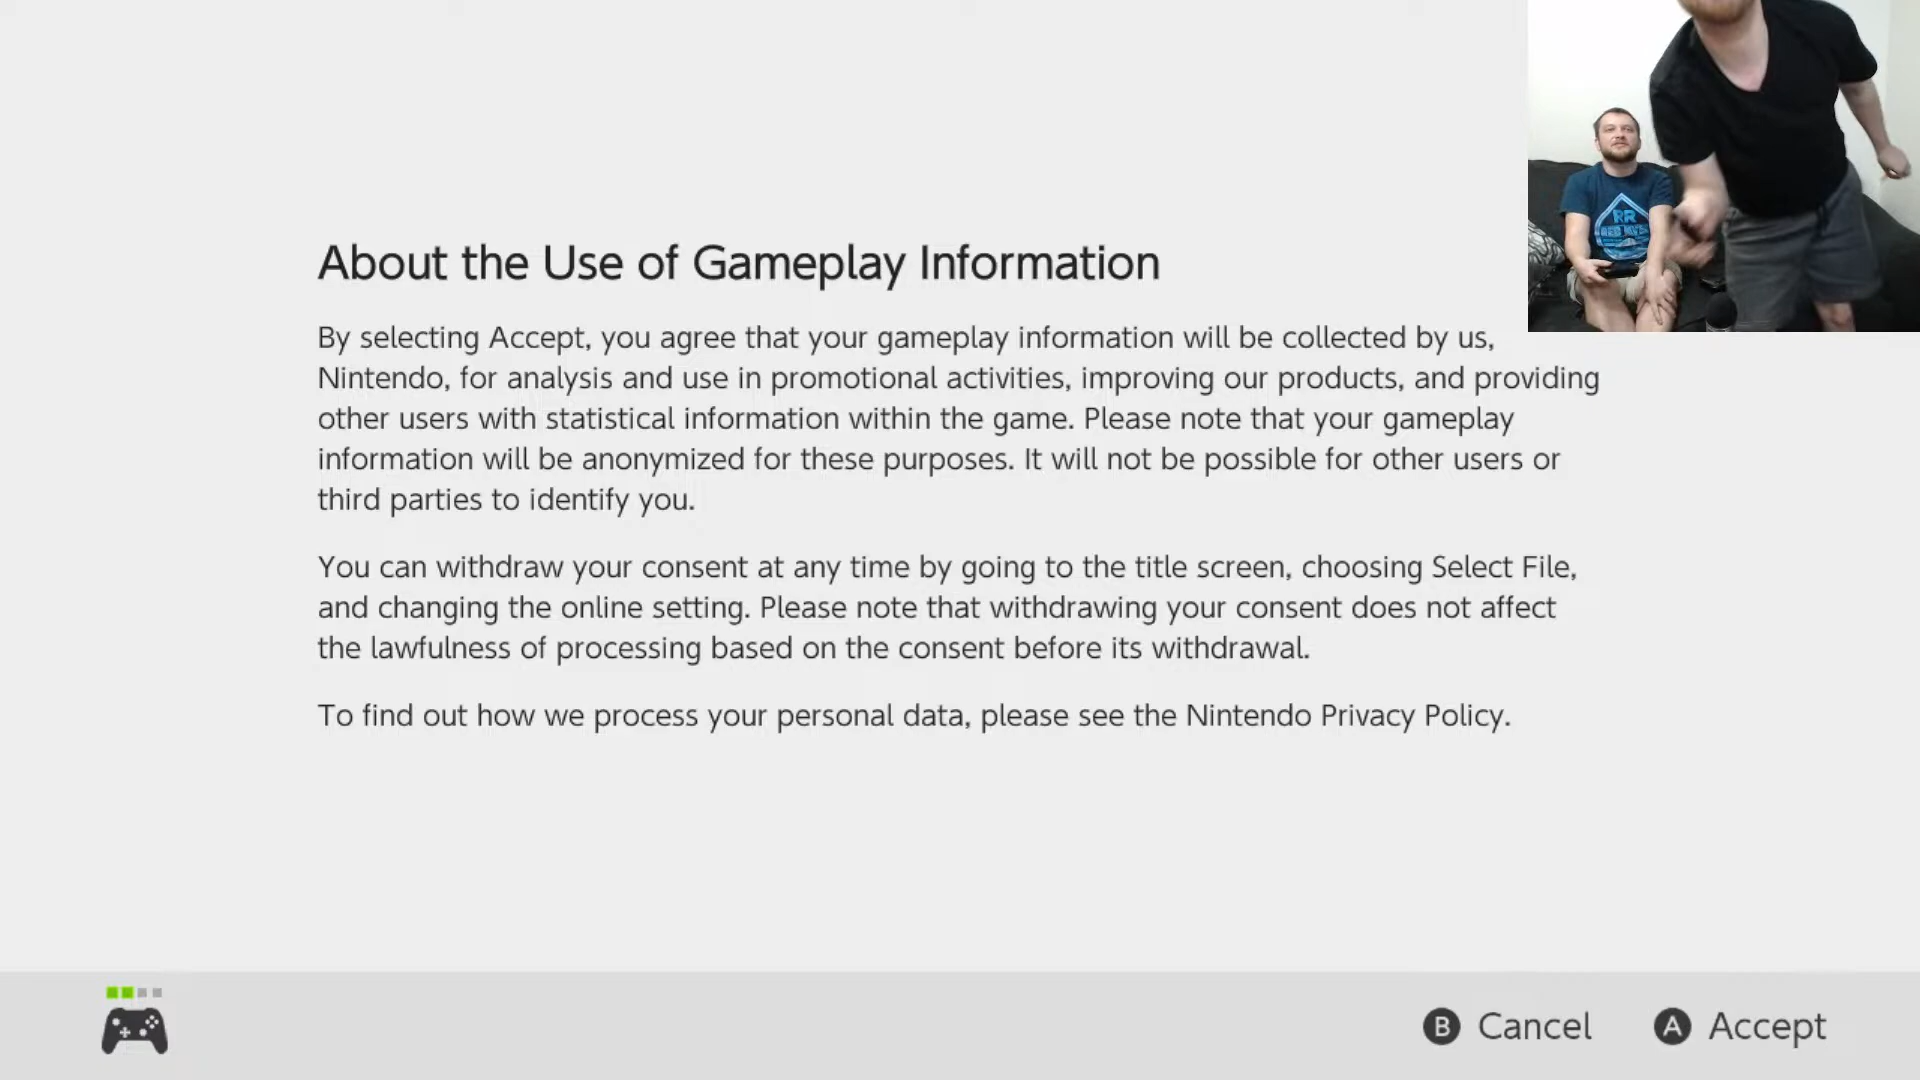 About the Use of Gameplay Information
By selecting Accept, you agree that your gameplay information will be collected by us,
Nintendo, for analysis and use in promotional activities, improving our products, and providing
other users with statistical information within the game. Please note that your gameplay
information will be anonymized for these purposes. It will not be possible for other users or
third parties to identify you.
You can withdraw your consent at any time by going to the title screen, choosing Select File,
and changing the online setting. Please note that withdrawing your consent does not affect
the lawfulness of processing based on the consent before its withdrawal.
To find out how we process your personal data, please see the Nintendo Privacy Policy.
RR
B Cancel A Accept